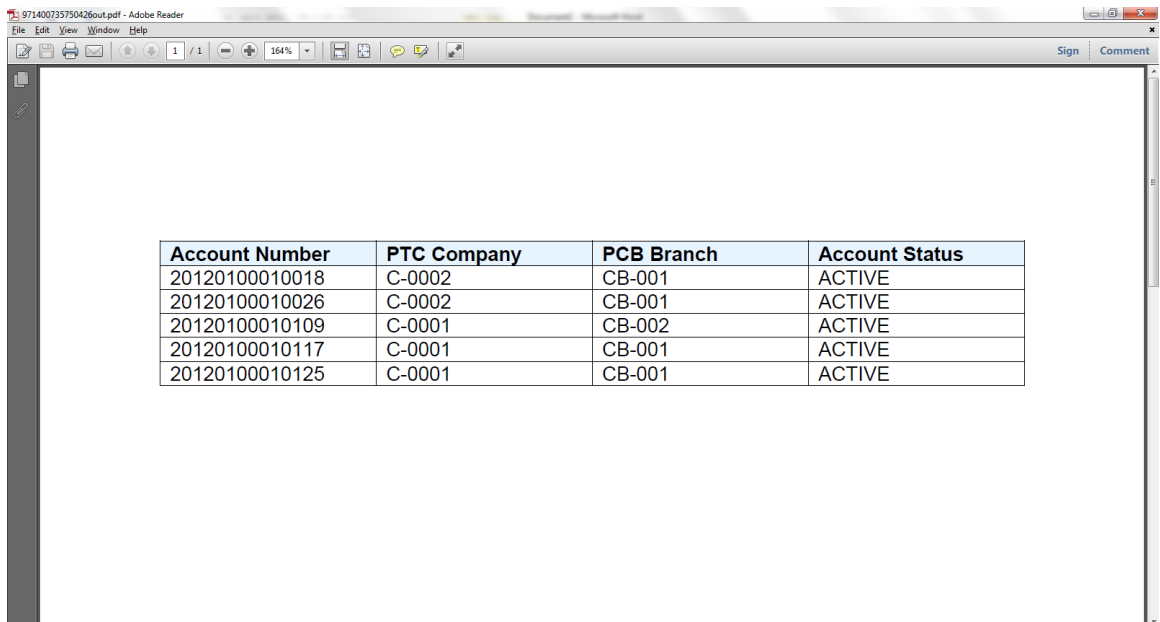 971400735750426out.pdf - Adobe Reader
File Edit View Window Help
1 / 1 164% Sign Comment
Account Number PTC Company PCB Branch Account Status
20120100010018 C-0002 CB-001 ACTIVE
20120100010026 C-0002 CB-001 ACTIVE
20120100010109 C-0001 CB-002 ACTIVE
20120100010117 C-0001 CB-001 ACTIVE
20120100010125 C-0001 CB-001 ACTIVE